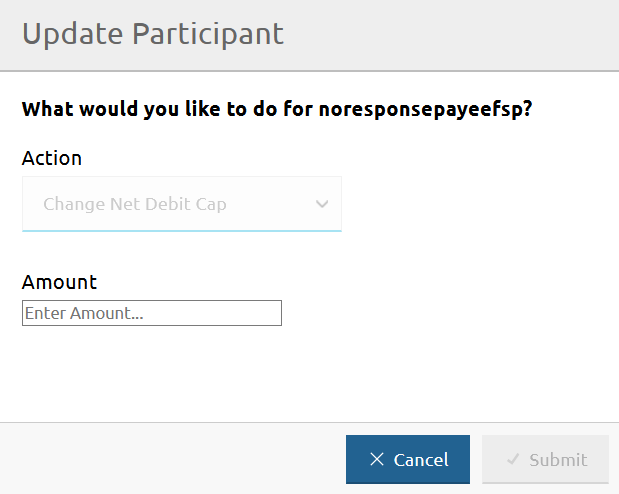 Update Participant
What would you like to do for noresponsepayeefsp?
Action
Change Net Debit Cap
Amount
Enter Amount...
Cancel
Submit